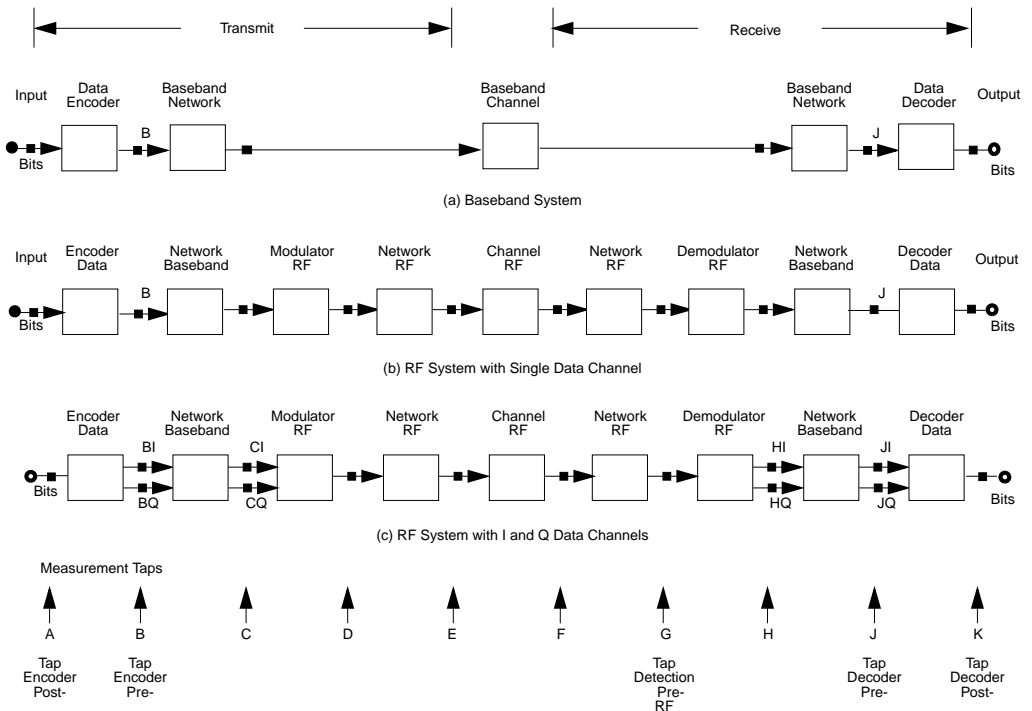 Transmit
Receive
Input
Data
Encoder
Baseband
Network
Baseband
Channel
Baseband
Network
Data
Decoder
Output
B
J
Bits
Bits
(a) Baseband System
Input
Encoder
Data
Network
Baseband
Modulator
RF
Network
RF
Channel
RF
Network
RF
Demodulator
RF
Network
Baseband
Decoder
Data
Output
B
J
Bits
Bits
(b) RF System with Single Data Channel
Encoder
Data
Network
Baseband
Modulator
RF
Network
RF
Channel
RF
Network
RF
Demodulator
RF
Network
Baseband
Decoder
Data
BI
CI
HI
JI
Bits
BQ
CQ
HQ
JQ
Bits
(c) RF System with I and Q Data Channels
Measurement Taps
A
B
C
D
E
F
G
H
J
K
Tap
Encoder
Post-
Tap
Encoder
Pre-
Tap
Detection
Pre-
RF
Tap
Decoder
Pre-
Tap
Decoder
Post-